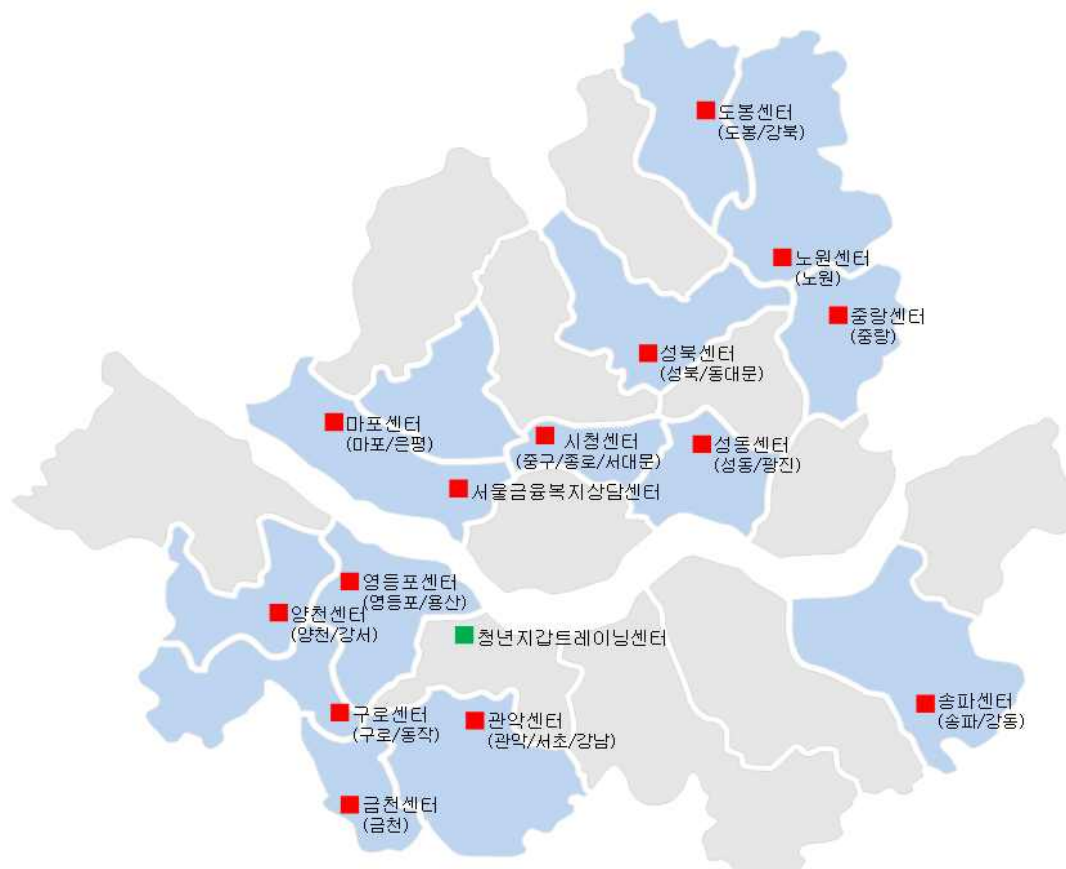 도봉센터
(도봉/강북)
노원센터
(노원)
중랑센터
(중랑)
성북센터
(성북/동대문)
마포센터
(마포/은평)
시청센터
(중구/종로/서대문)
성동센터
(성동/광진)
서울금융복지상담센터
영등포센터
(영등포/용산)
양천센터
(양천/강서)
청년지갑트레이닝센터
구로센터
(구로/동작)
관악센터
(관악/서초/강남)
송파센터
(송파/강동)
금천센터
(금천)